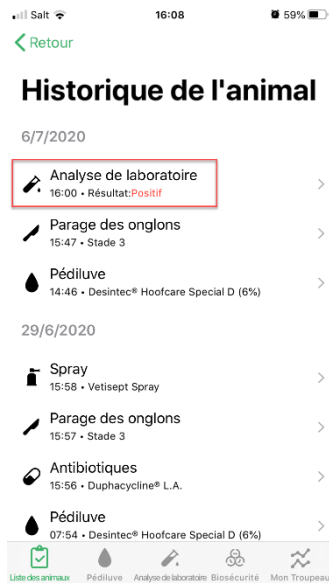 Salt 16:08 59%
Retour
Historique de l'animal
6/7/2020
Analyse de laboratoire
16:00 • Résultat:Positif
Parage des onglons
15:47 • Stade 3
Pédiluve
14:46 • Desintec® Hoofcare Special D (6%)
29/6/2020
Spray
15:58 • Vetisept Spray
Parage des onglons
15:57 • Stade 3
Antibiotiques
15:56 • Duphacycline® L.A.
Pédiluve
07:54 • Desintec® Hoofcare Special D (6%)
Liste des animaux Pédiluve Analyse de laboratoire Biosécurité Mon Troupeau